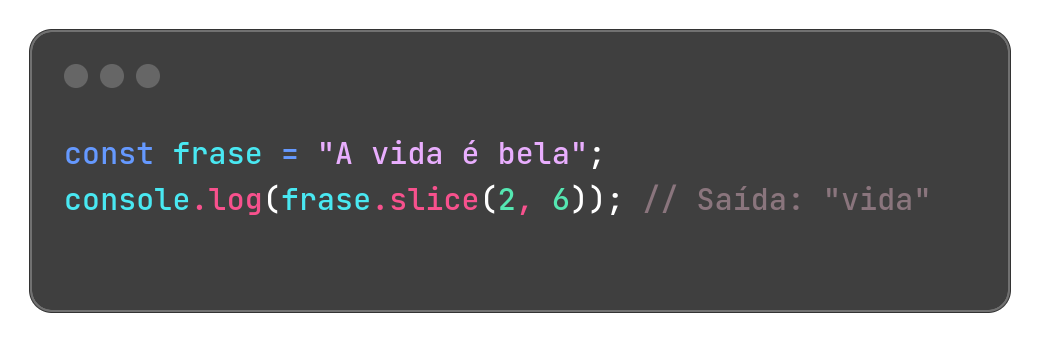 const frase = "A vida é bela";
console.log(frase.slice(2, 6)); // Saída: "vida"